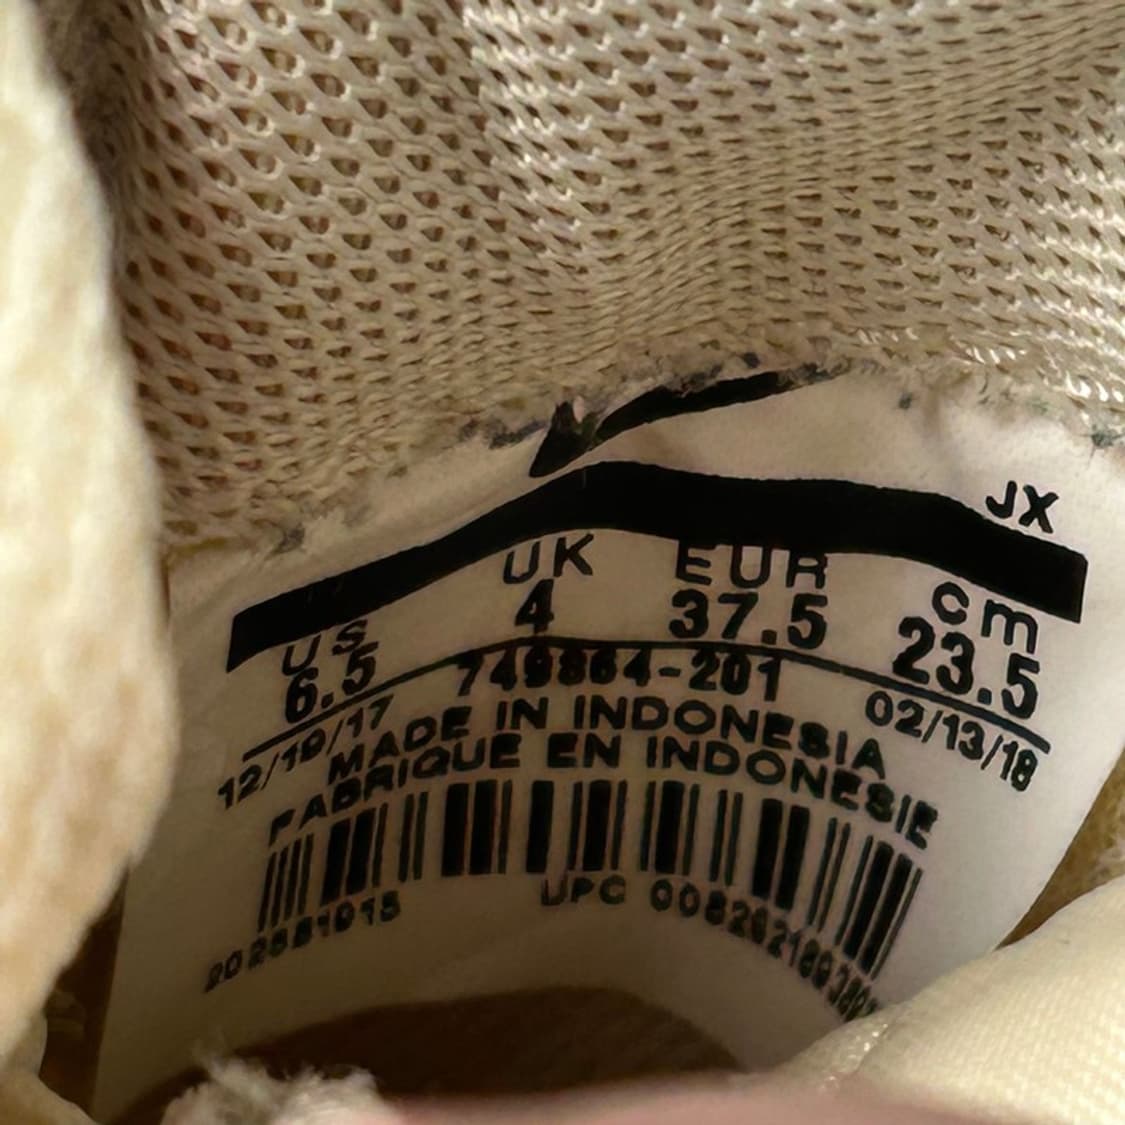 JX
US UK EUR cm
6.5 4 37.5 23.5
749864-201
12/19/17 02/13/18
MADE IN INDONESIA
FABRIQUE EN INDONESIE
UPC